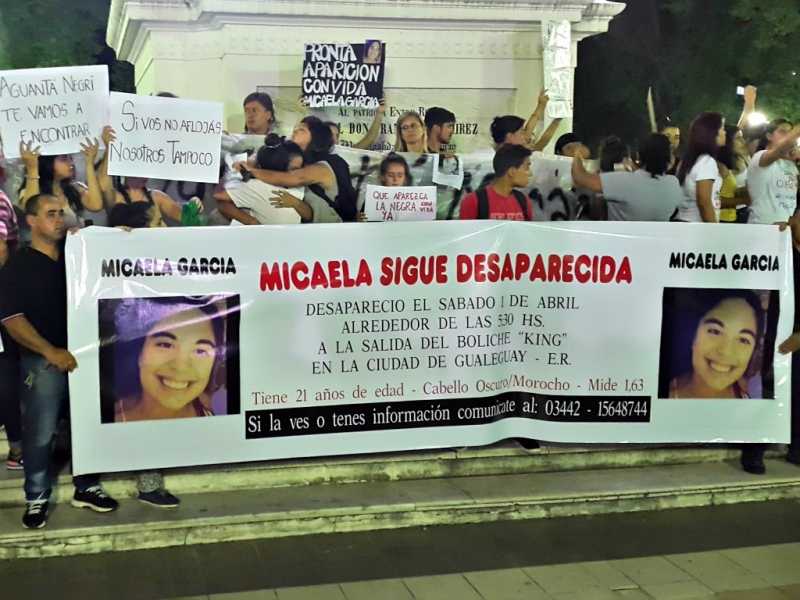 AGUANTA NEGRI
TE VAMOS A
ENCONTRAR
SI VOS NO AFLOJÁS
NOSOTROS TAMPOCO
PRONTA
APARICION
CON VIDA
MICAELA GARCIA
QUE APAREZCA
LA NEGRA CON VIDA
YA
MICAELA GARCIA
MICAELA SIGUE DESAPARECIDA
DESAPARECIO EL SABADO 1 DE ABRIL
ALREDEDOR DE LAS 5:30 HS.
A LA SALIDA DEL BOLICHE "KING"
EN LA CIUDAD DE GUALEGUAY - E.R.
Tiene 21 años de edad - Cabello Oscuro/Morocho - Mide 1,63
Si la ves o tenes información comunicate al: 03442 - 15648744
MICAELA GARCIA